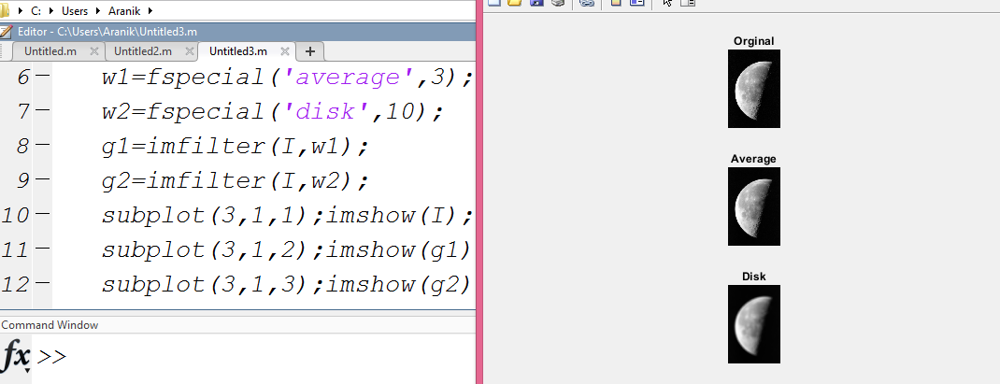 C: Users Aranik
Editor - C:\Users\Aranik\Untitled3.m
Untitled.m × Untitled2.m × Untitled3.m × +
6 — w1=fspecial('average',3);
7 — w2=fspecial('disk',10);
8 — g1=imfilter(I,w1);
9 — g2=imfilter(I,w2);
10 — subplot(3,1,1);imshow(I);
11 — subplot(3,1,2);imshow(g1)
12 — subplot(3,1,3);imshow(g2)
Command Window
fx >>
Orginal
Average
Disk